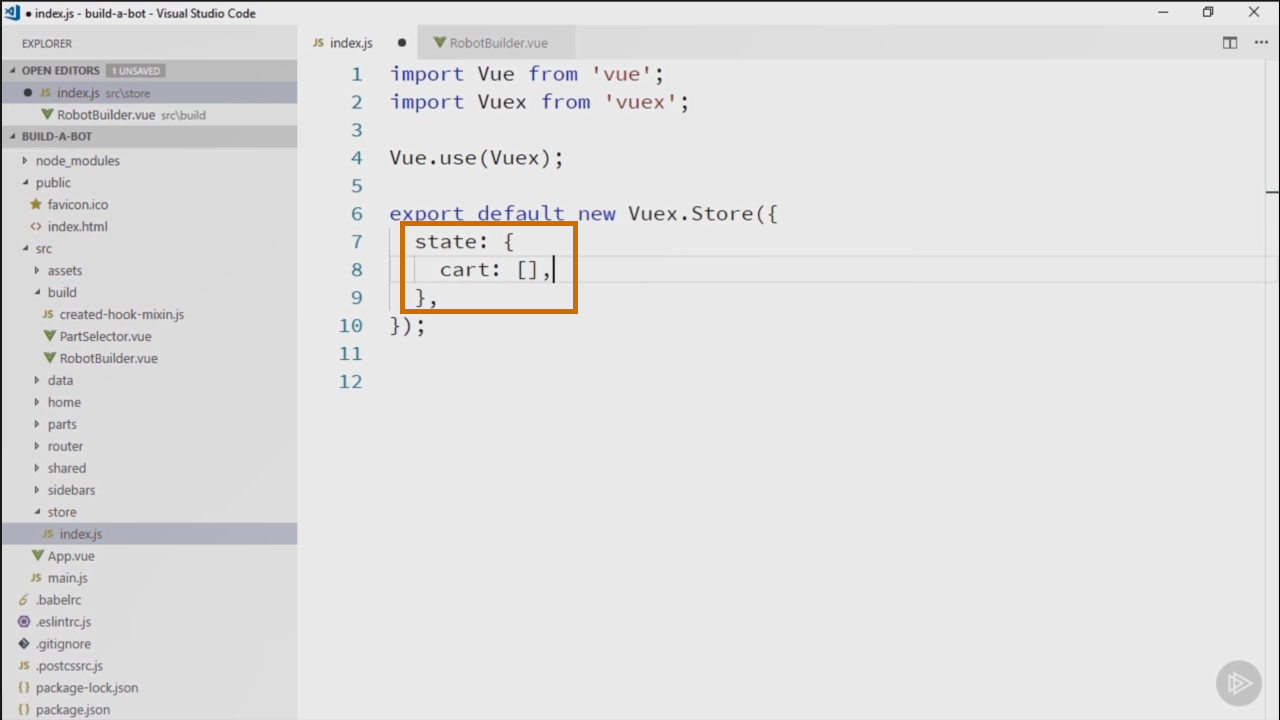 index.js - build-a-bot - Visual Studio Code
EXPLORER
OPEN EDITORS 1 UNSAVED
JS index.js src\store
RobotBuilder.vue src\build
BUILD-A-BOT
node_modules
public
favicon.ico
<> index.html
src
assets
build
JS created-hook-mixin.js
PartSelector.vue
RobotBuilder.vue
data
home
parts
router
shared
sidebars
store
JS index.js
App.vue
JS main.js
.babelrc
.eslintrc.js
.gitignore
JS .postcssrc.js
{} package-lock.json
{} package.json
JS index.js ●
RobotBuilder.vue
1 import Vue from 'vue';
2 import Vuex from 'vuex';
3
4 Vue.use(Vuex);
5
6 export default new Vuex.Store({
7 state: {
8 cart: [],
9 },
10 });
11
12